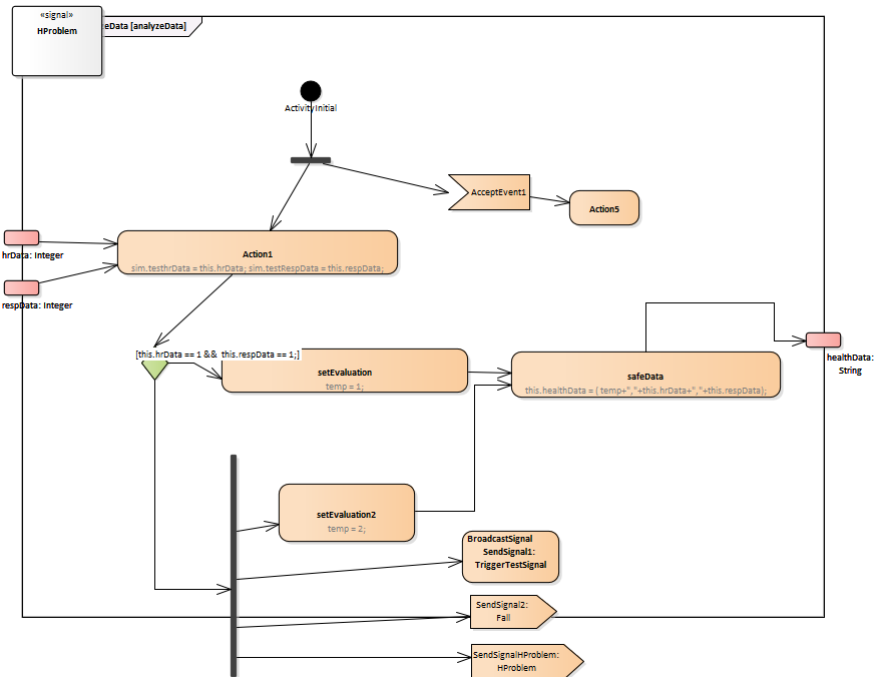 «signal»
HProblem
eData [analyzeData]
ActivityInitial
AcceptEvent1
Action5
hrData: Integer
Action1
sim.testhrData = this.hrData; sim.testRespData = this.respData;
respData: Integer
[this.hrData == 1 && this.respData == 1;]
setEvaluation
temp = 1;
safeData
this.healthData = ( temp+","+this.hrData+","+this.respData);
healthData:
String
setEvaluation2
temp = 2;
BroadcastSignal
SendSignal1:
TriggerTestSignal
SendSignal2:
Fall
SendSignalHProblem:
HProblem